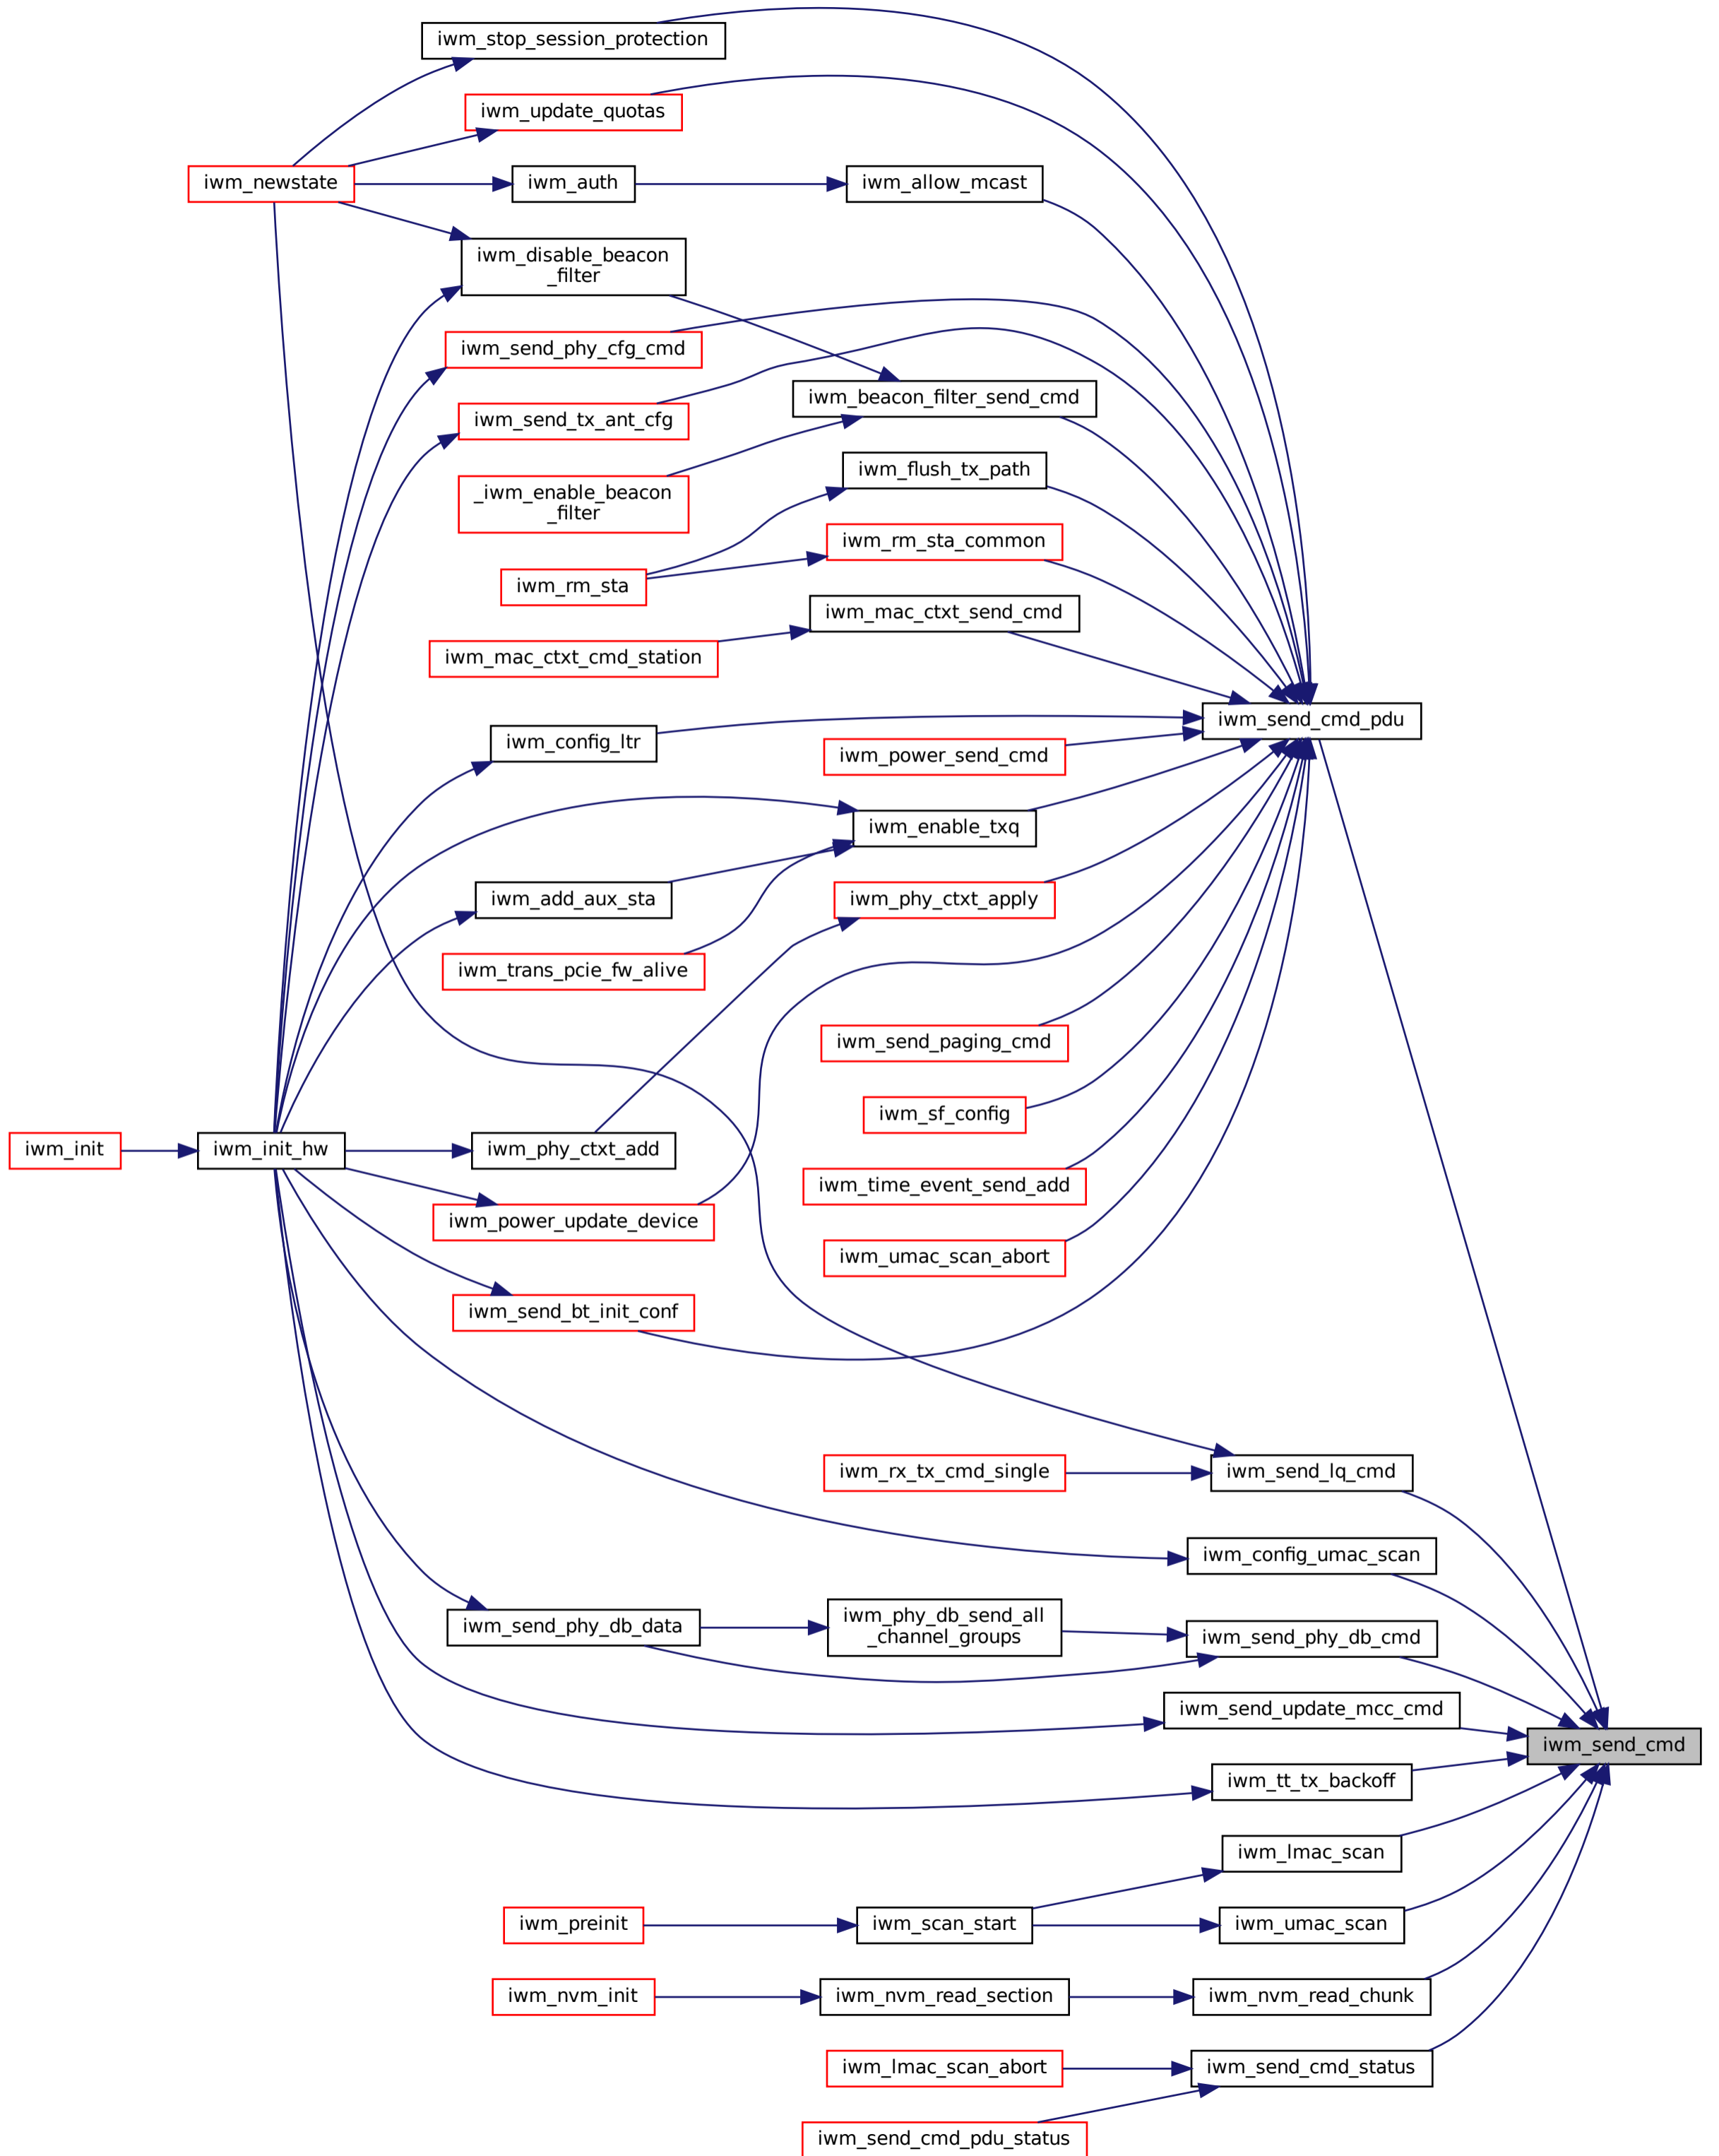 iwm_stop_session_protection
iwm_update_quotas
iwm_newstate
iwm_auth
iwm_allow_mcast
iwm_disable_beacon
_filter
iwm_send_phy_cfg_cmd
iwm_beacon_filter_send_cmd
iwm_send_tx_ant_cfg
iwm_flush_tx_path
_iwm_enable_beacon
_filter
iwm_rm_sta_common
iwm_rm_sta
iwm_mac_ctxt_send_cmd
iwm_mac_ctxt_cmd_station
iwm_send_cmd_pdu
iwm_config_ltr
iwm_power_send_cmd
iwm_enable_txq
iwm_add_aux_sta
iwm_phy_ctxt_apply
iwm_trans_pcie_fw_alive
iwm_send_paging_cmd
iwm_sf_config
iwm_init
iwm_init_hw
iwm_phy_ctxt_add
iwm_time_event_send_add
iwm_power_update_device
iwm_umac_scan_abort
iwm_send_bt_init_conf
iwm_rx_tx_cmd_single
iwm_send_lq_cmd
iwm_config_umac_scan
iwm_send_phy_db_data
iwm_phy_db_send_all
_channel_groups
iwm_send_phy_db_cmd
iwm_send_update_mcc_cmd
iwm_send_cmd
iwm_tt_tx_backoff
iwm_lmac_scan
iwm_preinit
iwm_scan_start
iwm_umac_scan
iwm_nvm_init
iwm_nvm_read_section
iwm_nvm_read_chunk
iwm_lmac_scan_abort
iwm_send_cmd_status
iwm_send_cmd_pdu_status